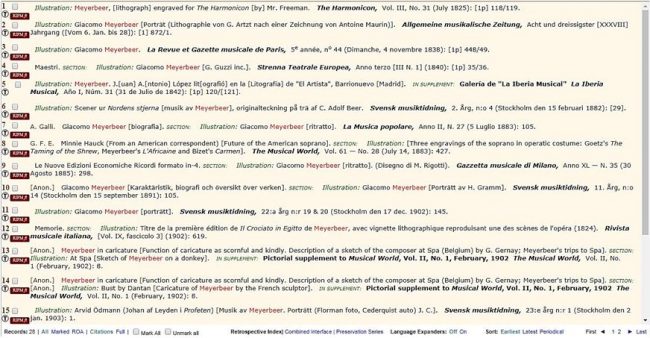 1 Illustration: Meyerbeer, [lithograph] engraved for The Harmonicon [by] Mr. Freeman. The Harmonicon, Vol. III, No. 31 (July 1825): [1p] 118/119.
RIPM_P
2 Illustration: Giacomo Meyerbeer [Porträt (Lithographie von G. Artzt nach einer Zeichnung von Antoine Maurin)]. Allgemeine musikalische Zeitung, Acht und dreissigster [XXXVIII]
RIPM_P Jahrgang ([Vom 6. Jan. bis 28]): [1] 872/1.
3 Illustration: Giacomo Meyerbeer. La Revue et Gazette musicale de Paris, 5e année, nº 44 (Dimanche, 4 novembre 1838): [1p] 448/49.
RIPM_P
4 Maestri. SECTION: Illustration: Giacomo Meyerbeer [G. Guzzi inc.]. Strenna Teatrale Europea, Anno terzo [III N. 1] (1840): [1p] 35/36.
RIPM_P
5 Illustration: Meyerbeer. J.[uan] A.[ntonio] López lit[ografió] en la [Litografía] de "El Artista", Barrionuevo [Madrid]. IN SUPPLEMENT: Galería de "La Iberia Musical" La Iberia
RIPM_P Musical, Año I, Núm. 31 (31 de Julio de 1842): [1p] 120/[121].
6 Illustration: Scener ur Nordens stjerna [musik av Meyerbeer], originalteckning på trä af C. Adolf Beer. Svensk musiktidning, 2. Årg, n:o 4 (Stockholm den 15 februari 1882): [29].
RIPM_P
7 A. Galli. Giacomo Meyerbeer [biografia]. SECTION: Illustration: Giacomo Meyerbeer [ritratto]. La Musica popolare, Anno II, N. 27 (5 Luglio 1883): 105.
RIPM_P
8 G. F. E. Minnie Hauck (From an American correspondent) [Future of the American soprano]. SECTION: Illustration: [Three engravings of the soprano in operatic costume: Goetz's The
RIPM_P Taming of the Shrew, Meyerbeer's L'Africaine and Bizet's Carmen]. The Musical World, Vol. 61 — No. 28 (July 14, 1883): 427.
9 Le Nuove Edizioni Economiche Ricordi formato in-4. SECTION: Illustration: Giacomo Meyerbeer [ritratto]. (Disegno di M. Rigotti). Gazzetta musicale di Milano, Anno XL — N. 35 (30
RIPM_P Agosto 1885): 298.
10 [Anon.] Giacomo Meyerbeer [Karaktäristik, biografi och översikt över verken]. SECTION: Illustration: Giacomo Meyerbeer [Porträtt av H. Gramm]. Svensk musiktidning, 11. Årg, n:o
RIPM_P 14 (Stockholm den 15 september 1891): 105.
11 Illustration: Giacomo Meyerbeer [porträtt]. Svensk musiktidning, 22:a årg n:r 19 & 20 (Stockholm den 17 dec. 1902): 145.
RIPM_P
12 Memorie. SECTION: Illustration: Titre de la première édition de Il Crociato in Egitto de Meyerbeer, avec vignette lithographique reproduisant une des scènes de l'opéra (1824). Rivista
RIPM_P musicale italiana, [Vol. IX, fascicolo 3] (1902): 619.
13 [Anon.] Meyerbeer in caricature [Function of caricature as scornful and kindly. Description of a sketch of the composer at Spa (Belgium) by G. Gernay; Meyerbeer's trips to Spa]. SECTION:
RIPM_P Illustration: At Spa [Sketch of Meyerbeer on a donkey]. IN SUPPLEMENT: Pictorial supplement to Musical World, Vol. II, No. 1, February, 1902 The Musical World, Vol. II, No.
1 (February, 1902): 8.
14 [Anon.] Meyerbeer in caricature [Function of caricature as scornful and kindly. Description of a sketch of the composer at Spa (Belgium) by G. Gernay; Meyerbeer's trips to Spa]. SECTION:
RIPM_P Illustration: Bust by Dantan [Caricature of Meyerbeer by the French sculptor]. IN SUPPLEMENT: Pictorial supplement to Musical World, Vol. II, No. 1, February, 1902 The
Musical World, Vol. II, No. 1 (February, 1902): 8.
15 Illustration: Arvid Ödmann (Johan af Leyden i Profeten) [Musik av Meyerbeer. Porträtt (Florman foto, Cederquist auto) J. C.]. Svensk musiktidning, 23:e årg n:r 1 (Stockholm den 2
RIPM_P jan. 1903): 1.
Records: 28 | All Marked ROA | Citations Full | Mark All Unmark all Retrospective Index | Combined Interface | Preservation Series Language Expanders: Off On Sort: Earliest Latest Periodical First 1 2 Last